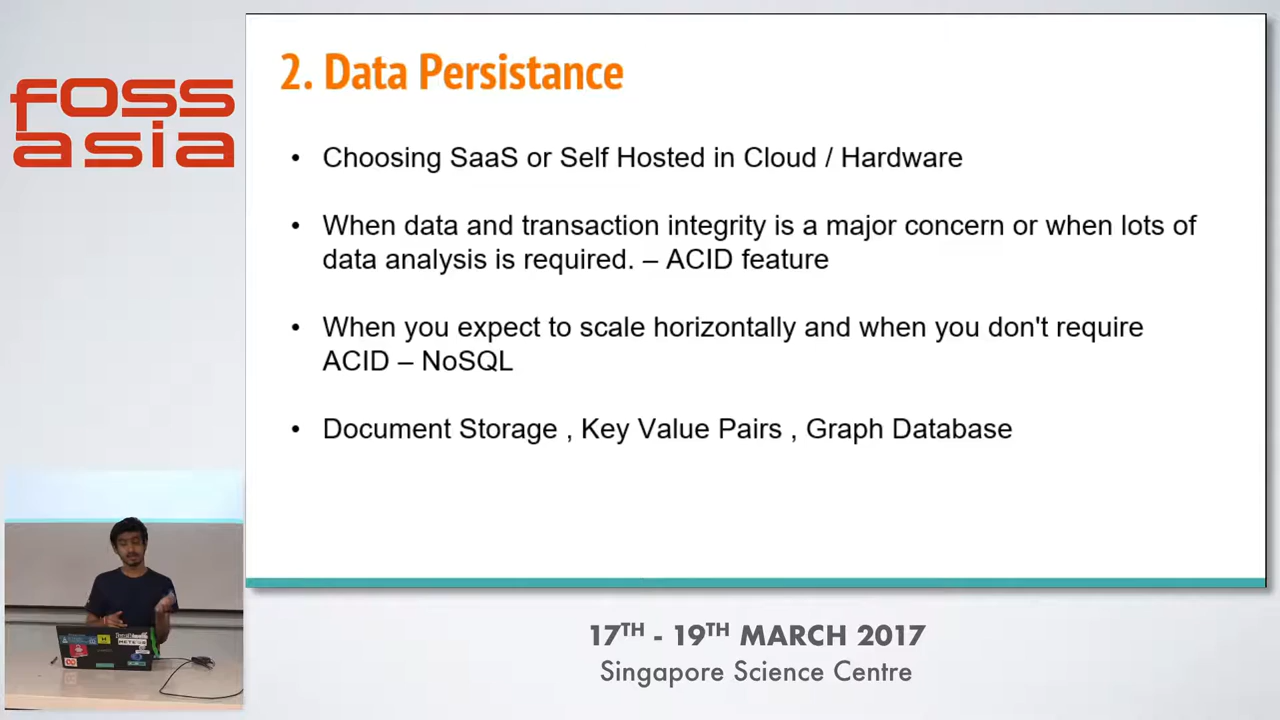 foss
asia
2. Data Persistance
• Choosing SaaS or Self Hosted in Cloud / Hardware
• When data and transaction integrity is a major concern or when lots of
data analysis is required. – ACID feature
• When you expect to scale horizontally and when you don't require
ACID – NoSQL
• Document Storage , Key Value Pairs , Graph Database
17TH - 19TH MARCH 2017
Singapore Science Centre